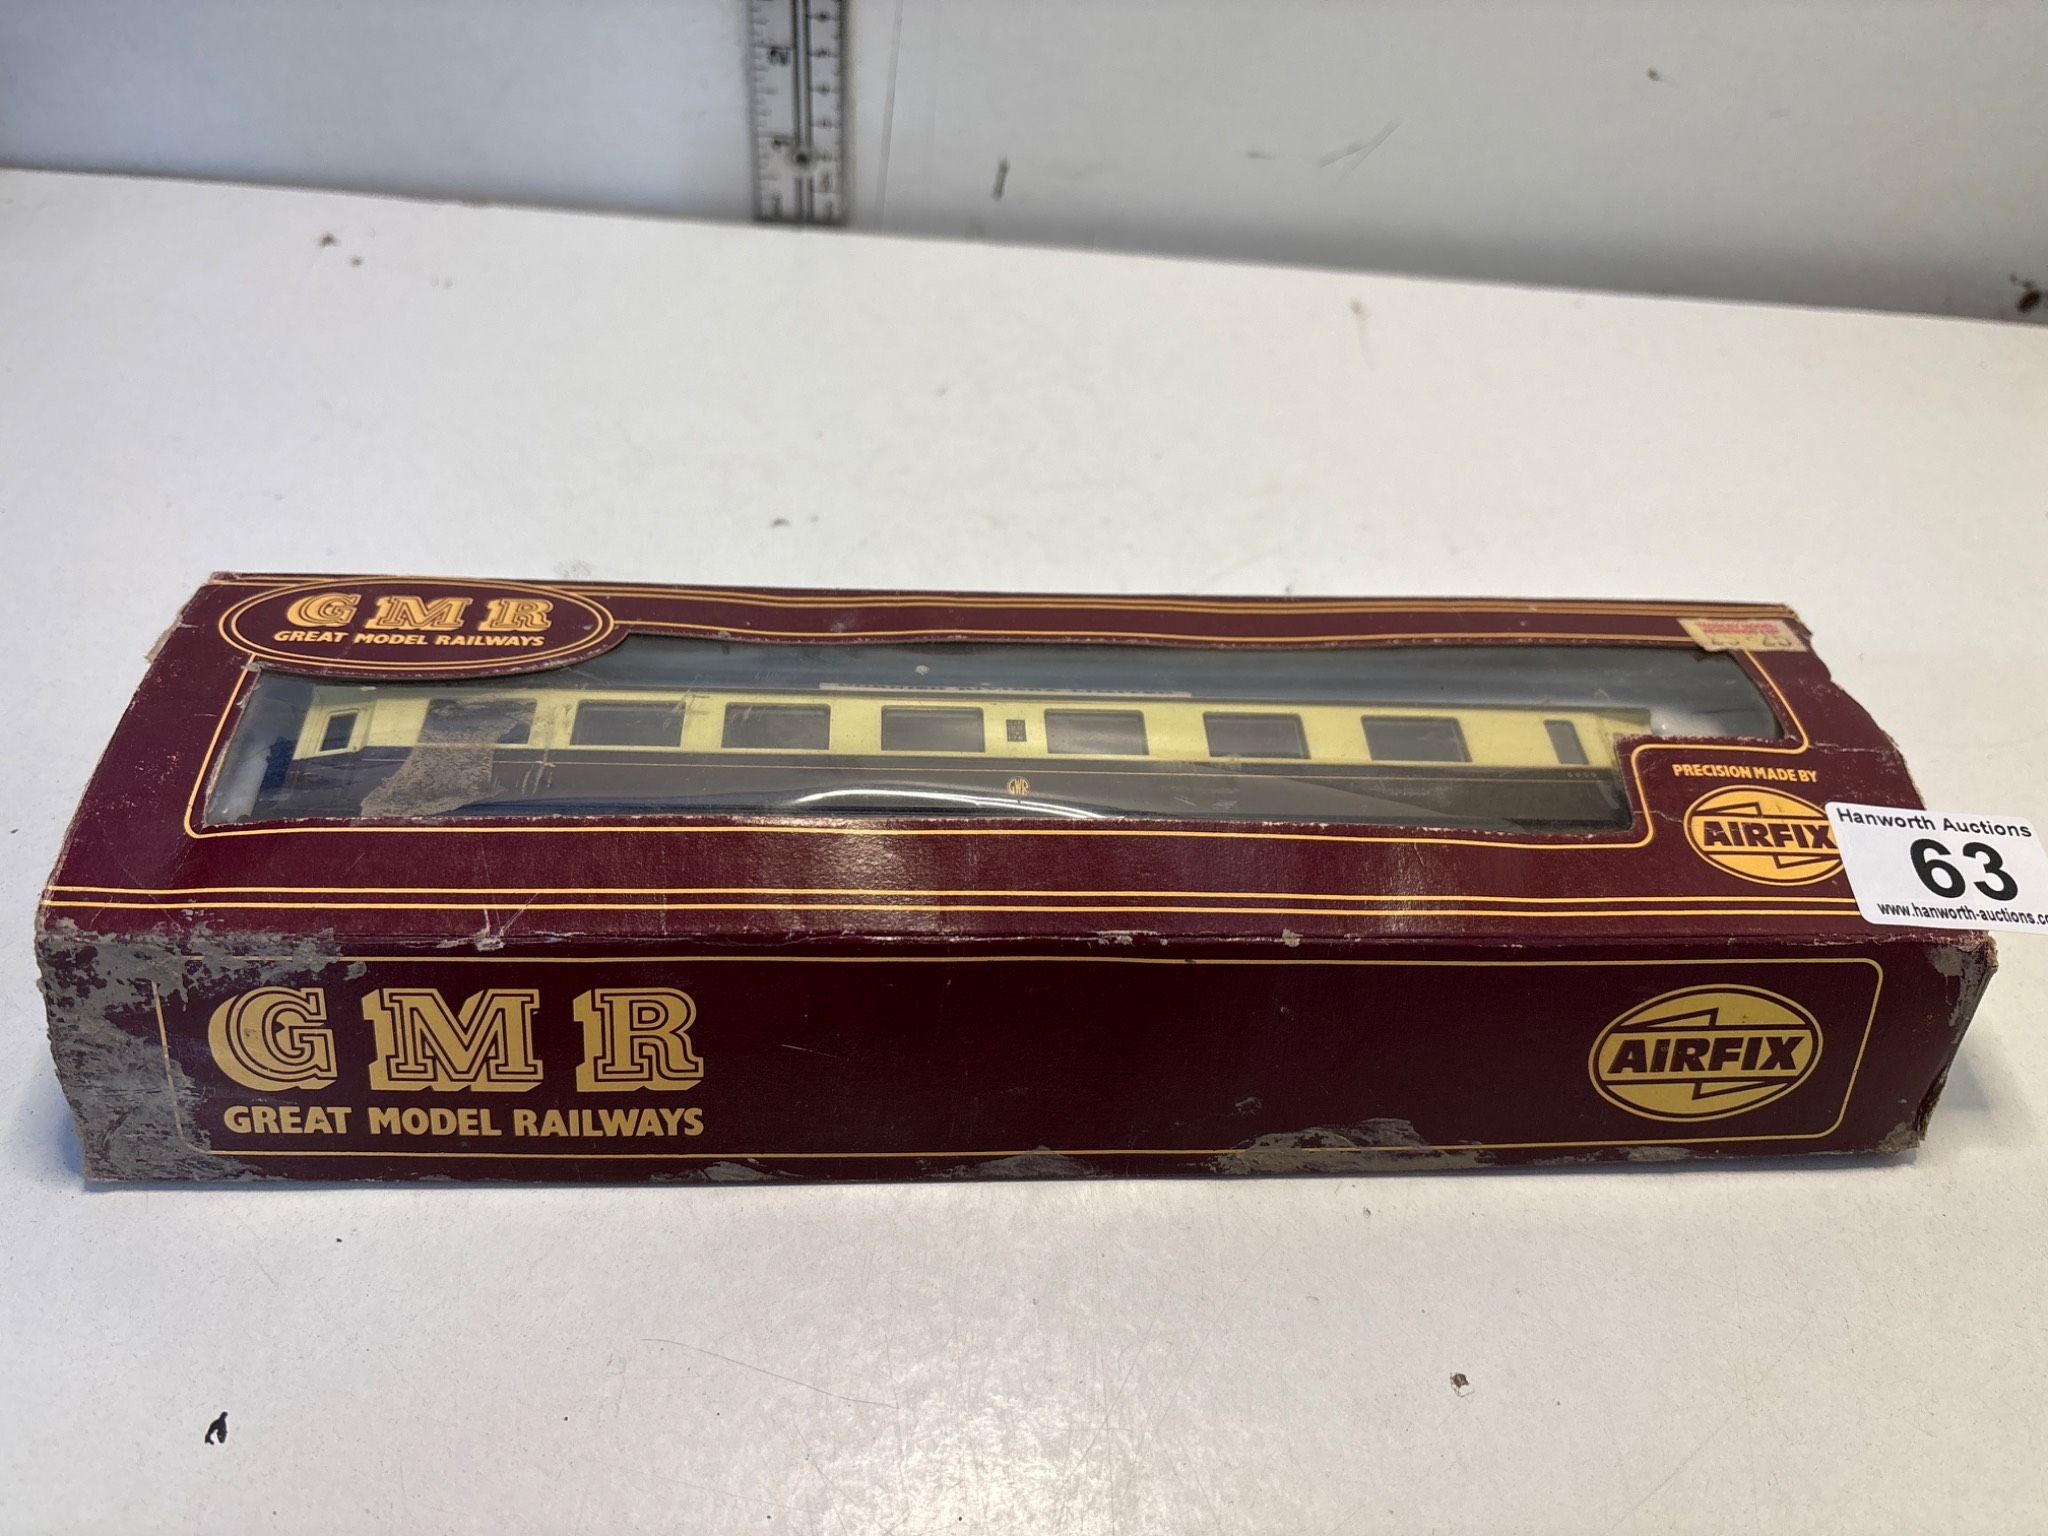 GMR
GREAT MODEL RAILWAYS
GWR
PRECISION MADE BY
AIRFIX
Hanworth Auctions
63
www.hanworth-auctions.co
GMR
GREAT MODEL RAILWAYS
AIRFIX